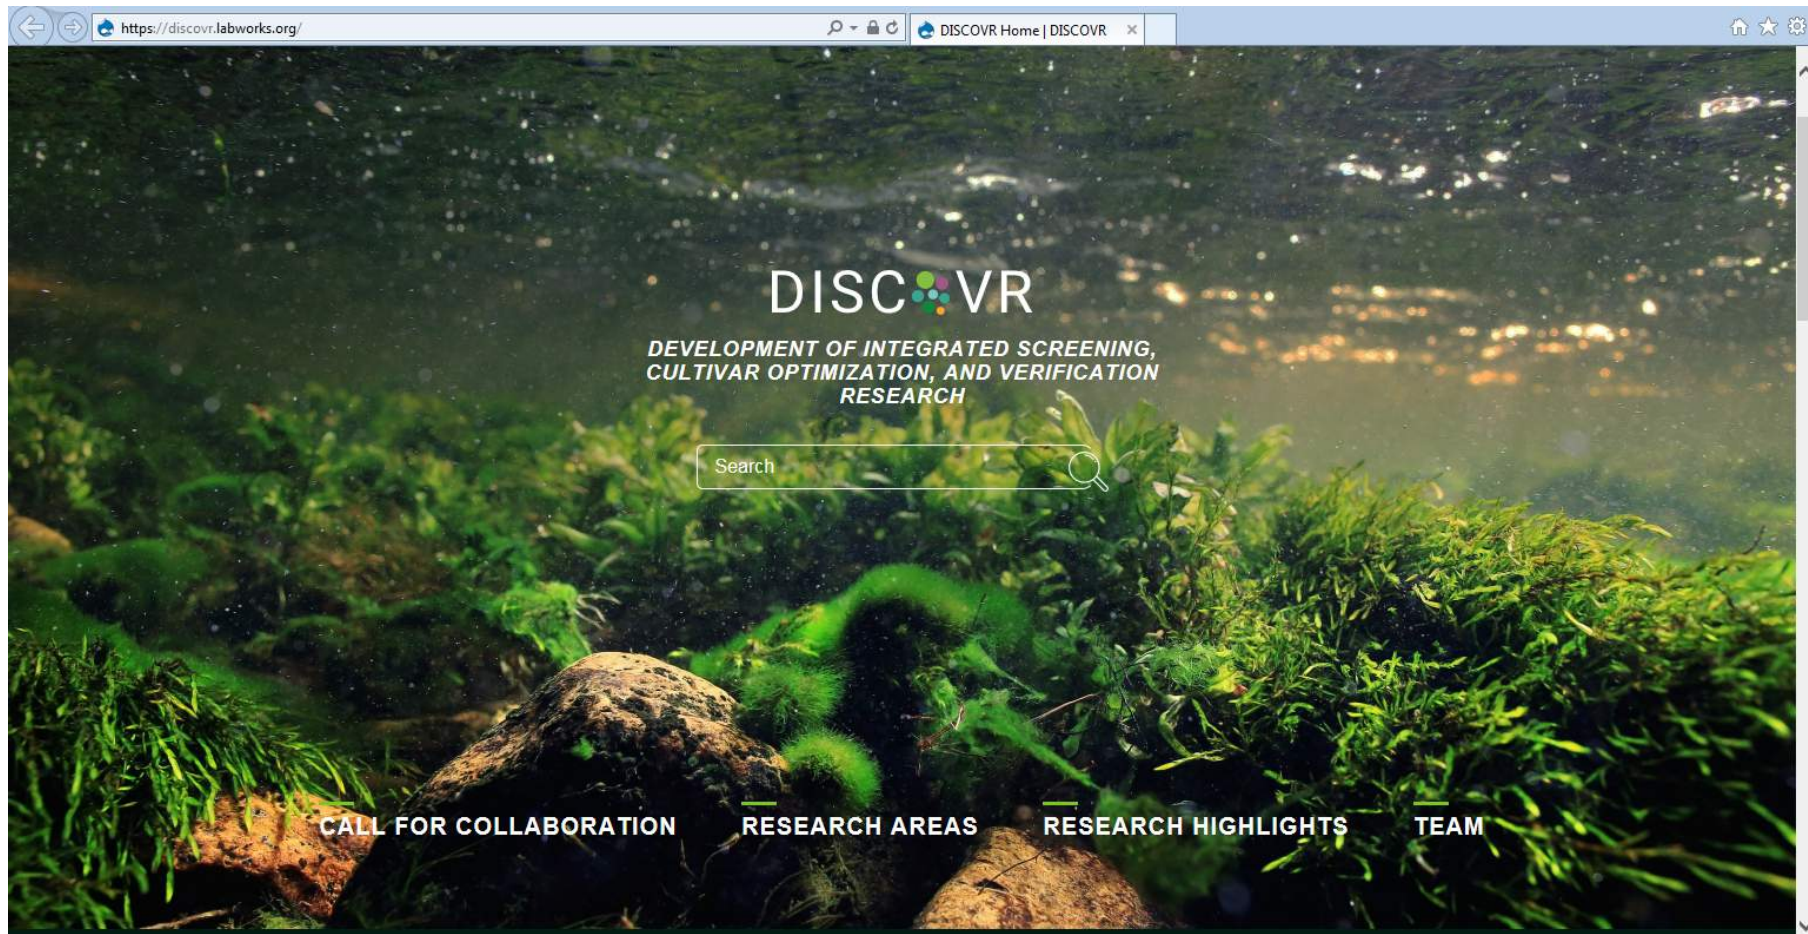 https://discovr.labworks.org/
DISCOVR Home | DISCOVR
DISCOVR
DEVELOPMENT OF INTEGRATED SCREENING,
CULTIVAR OPTIMIZATION, AND VERIFICATION
RESEARCH
Search
CALL FOR COLLABORATION
RESEARCH AREAS
RESEARCH HIGHLIGHTS
TEAM